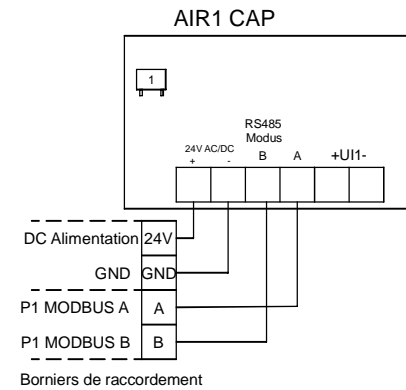 AIR1 CAP
1
RS485
Modus
24V AC/DC
+ - B A +UI1-
DC Alimentation 24V
GND GND
P1 MODBUS A A
P1 MODBUS B B
Borniers de raccordement